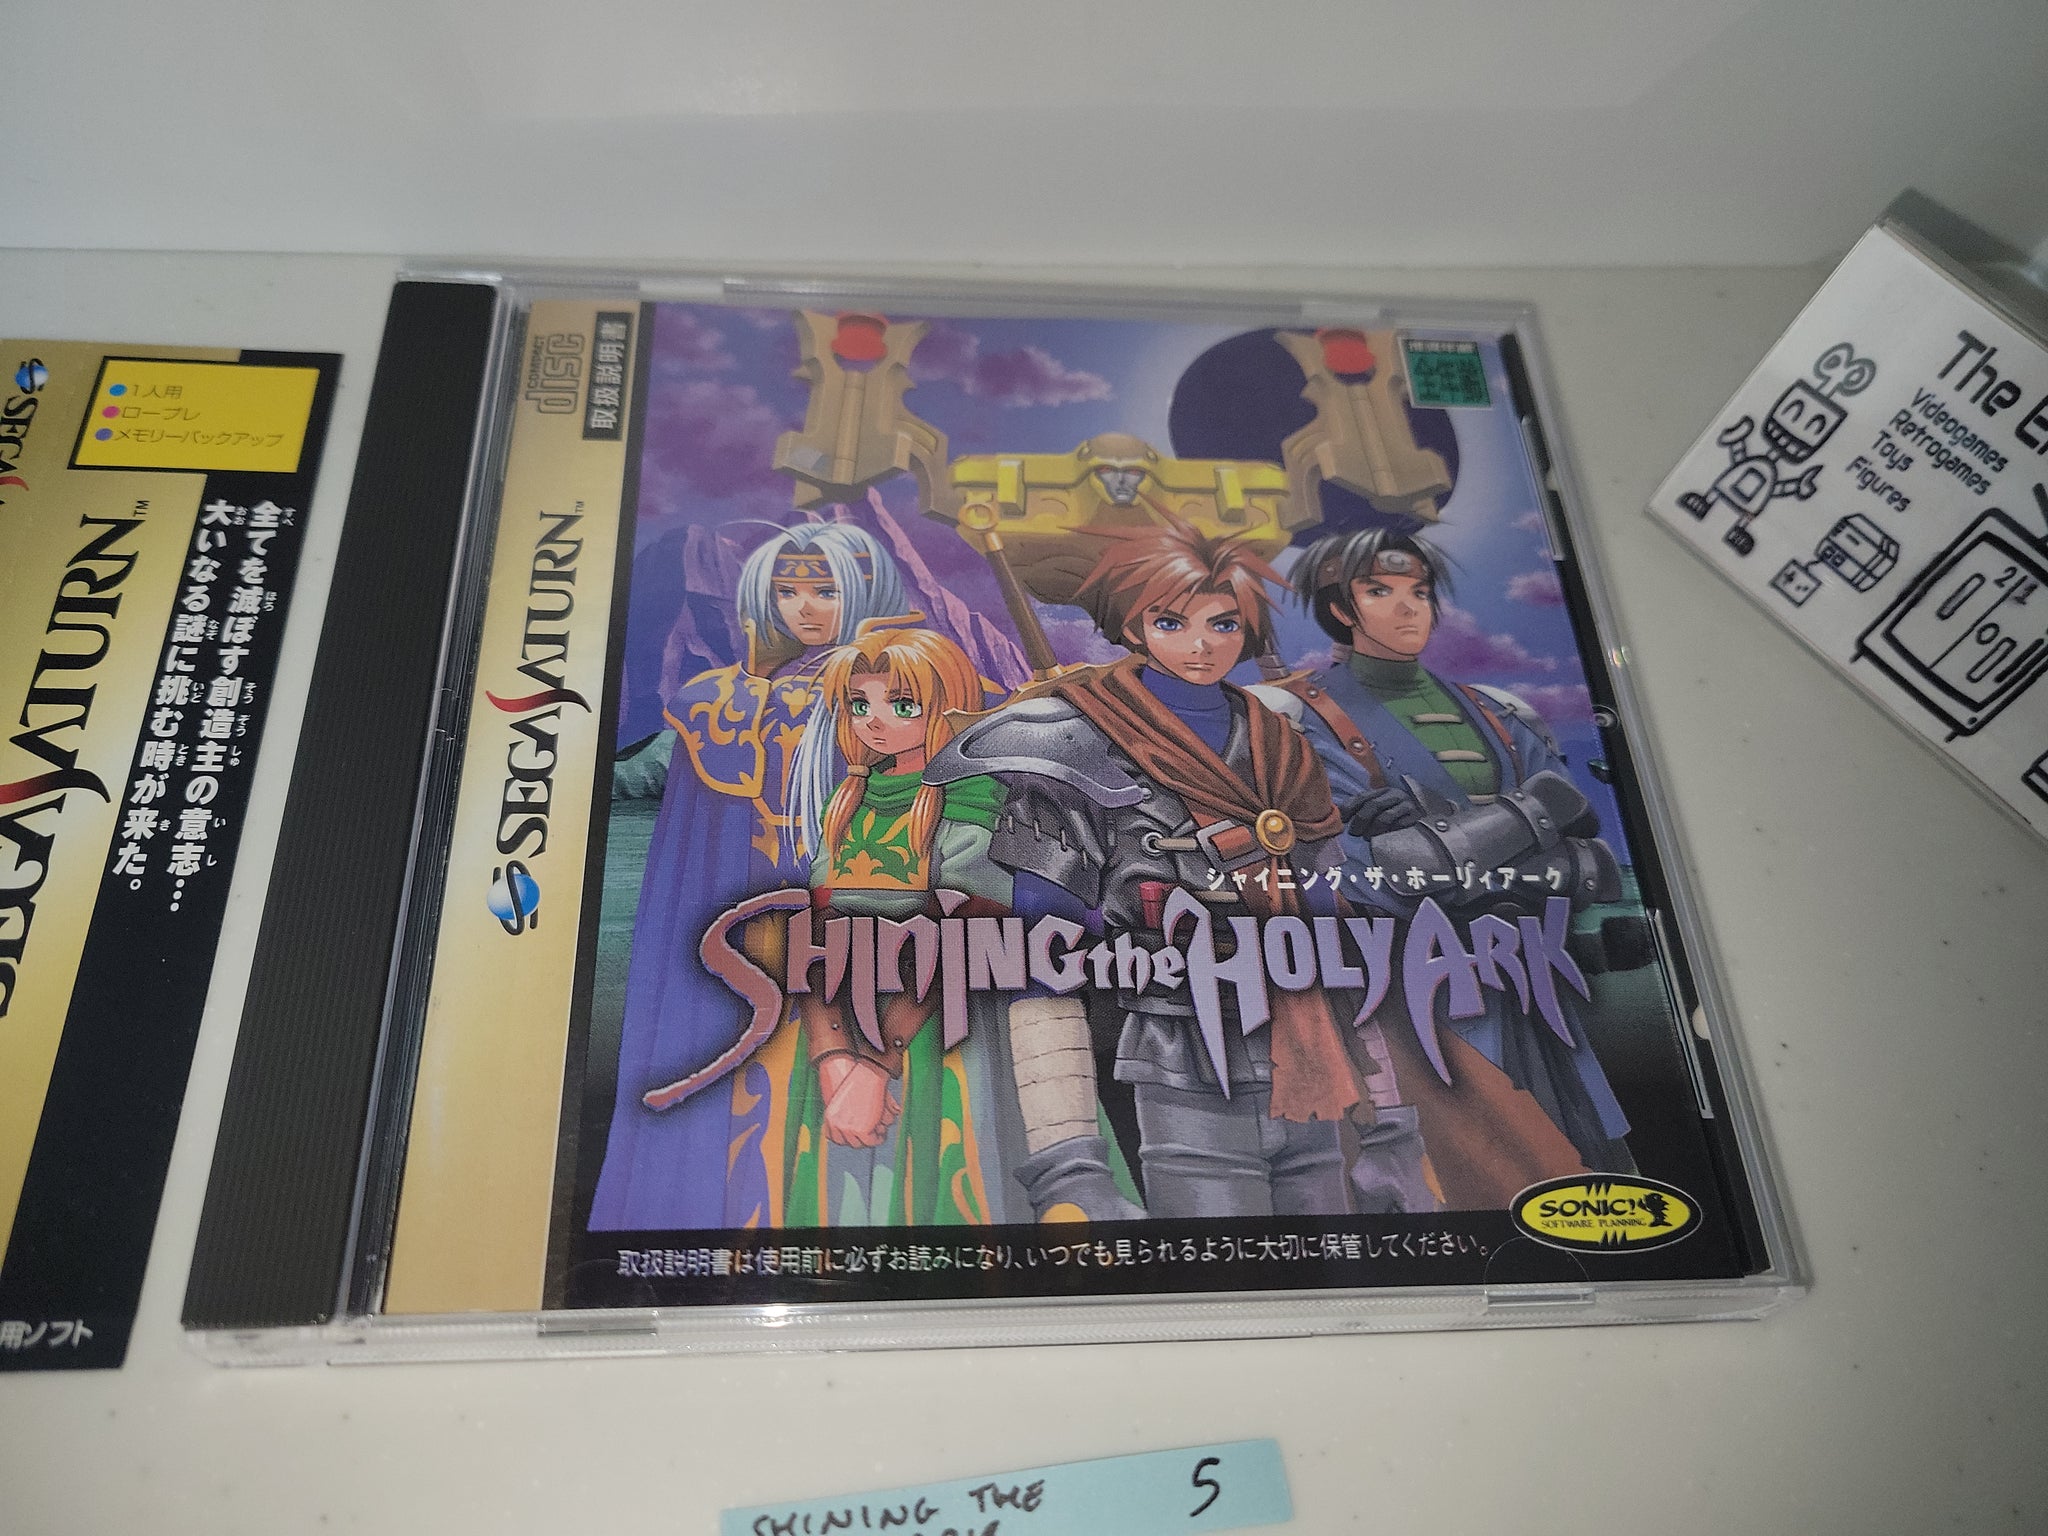 1人用
ロープレ
メモリーバックアップ
SEGA SATURN™
全てを滅ぼす創造主の意志…
大いなる謎に挑む時が来た。
用ソフト
COMPACT
disc
取扱説明書
SEGA SATURN™
推奨年齢
シャイニング・ザ・ホーリィアーク
SHINING the HOLY ARK
SONIC!
SOFTWARE PLANNING
取扱説明書は使用前に必ずお読みになり、いつでも見られるように大切に保管してください。
The
Videogames
Retrogames
Toys
Figures
SHINING THE
5